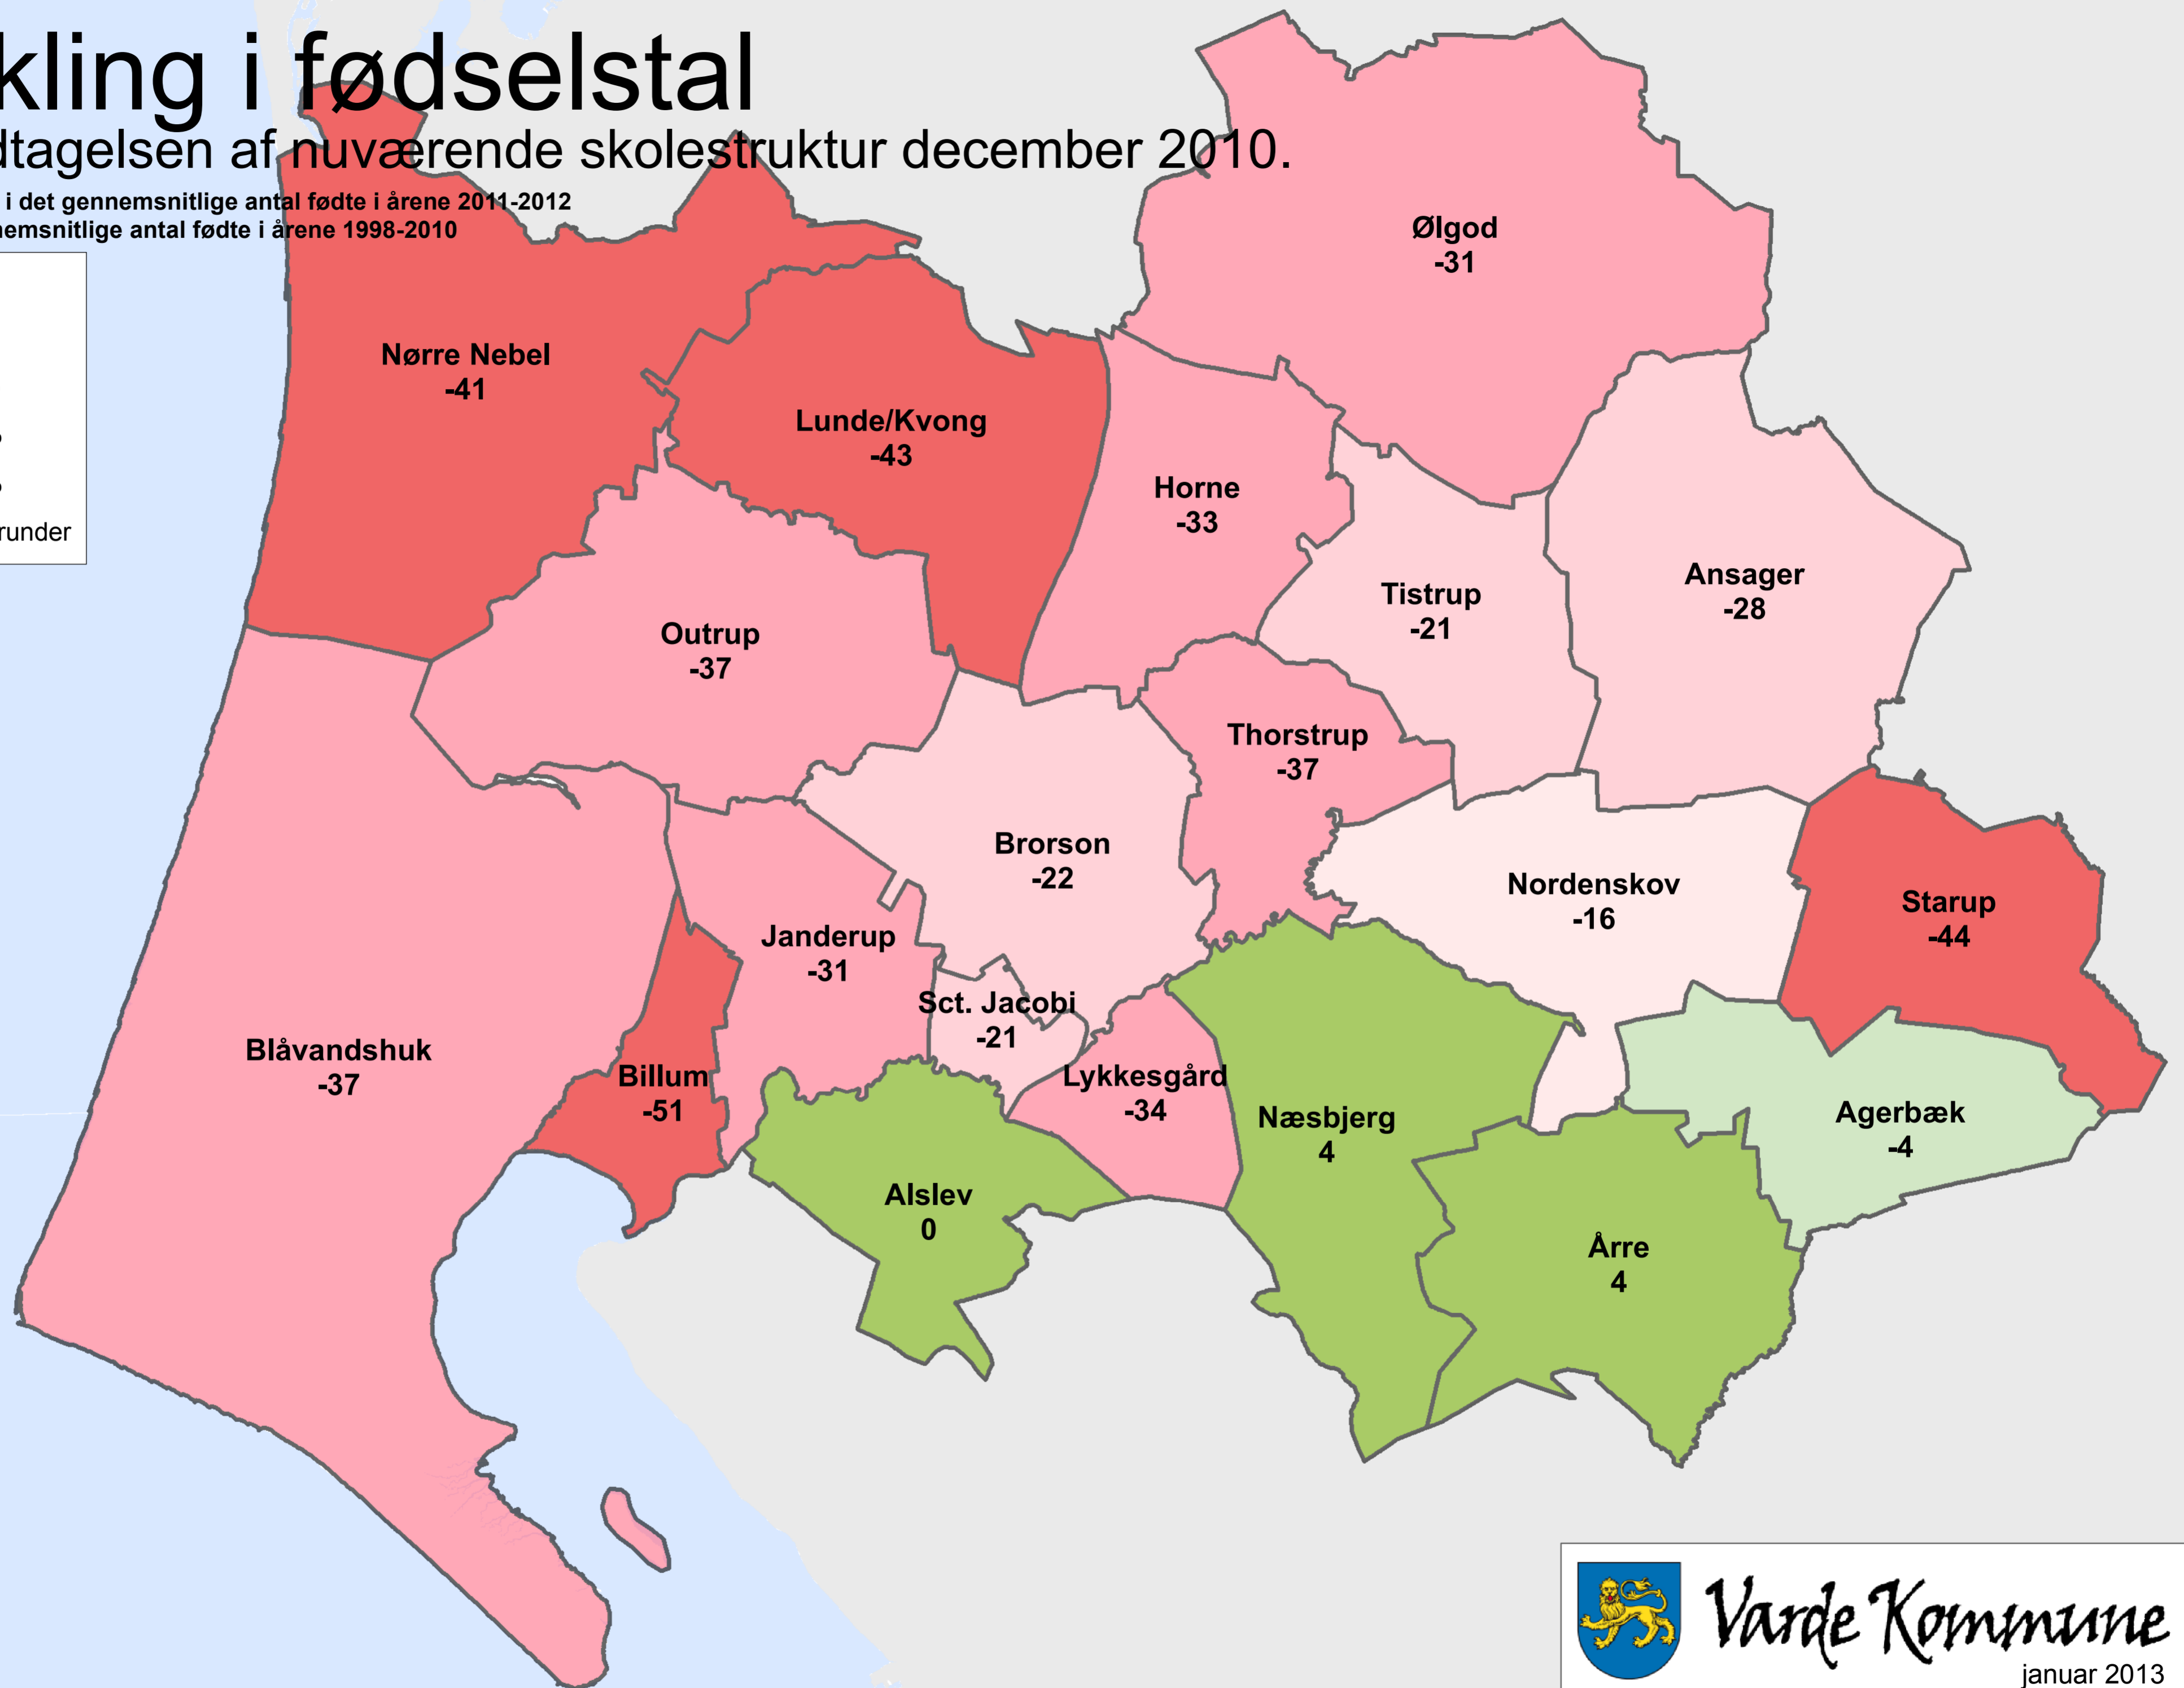 kling i fødselstal
dtagelsen af nuværende skolestruktur december 2010.
i det gennemsnitlige antal fødte i årene 2011-2012
nemsnitlige antal fødte i årene 1998-2010
runder
Ølgod
-31
Nørre Nebel
-41
Lunde/Kvong
-43
Horne
-33
Tistrup
-21
Ansager
-28
Outrup
-37
Thorstrup
-37
Brorson
-22
Nordenskov
-16
Starup
-44
Janderup
-31
Sct. Jacobi
-21
Blåvandshuk
-37
Billum
-51
Lykkesgård
-34
Næsbjerg
4
Agerbæk
-4
Alslev
0
Årre
4
Varde Kommune
januar 2013